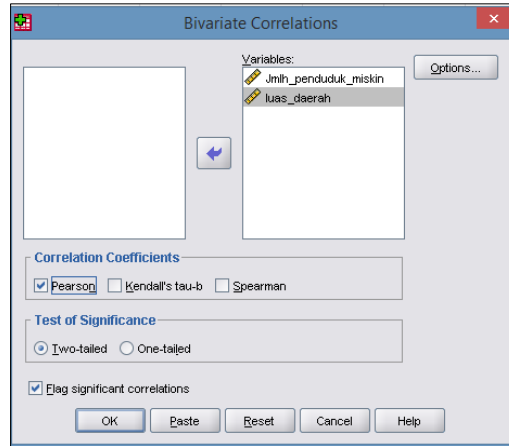 Bivariate Correlations
Variables:
Jmlh_penduduk_miskin
luas_daerah
Options...
Correlation Coefficients
Pearson Kendall's tau-b Spearman
Test of Significance
Two-tailed One-tailed
Flag significant correlations
OK Paste Reset Cancel Help